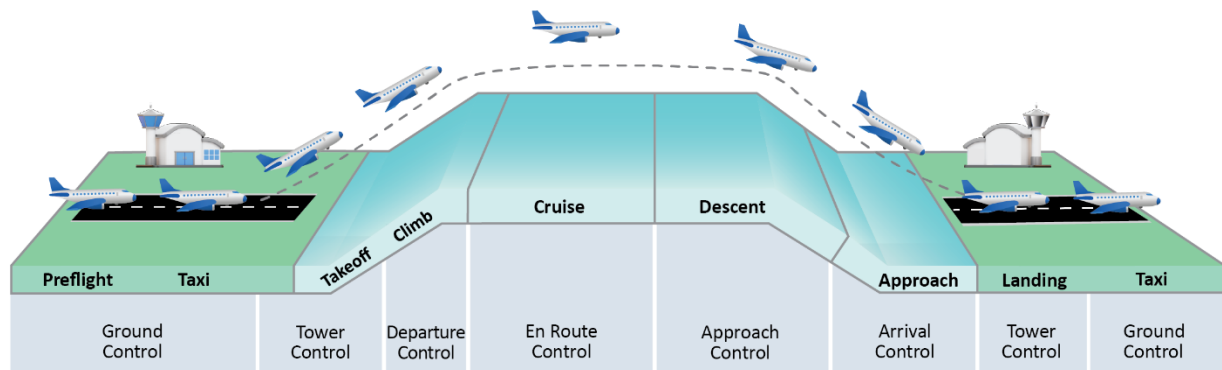 Preflight
Taxi
Takeoff
Climb
Cruise
Descent
Approach
Landing
Taxi
Ground
Control
Tower
Control
Departure
Control
En Route
Control
Approach
Control
Arrival
Control
Tower
Control
Ground
Control